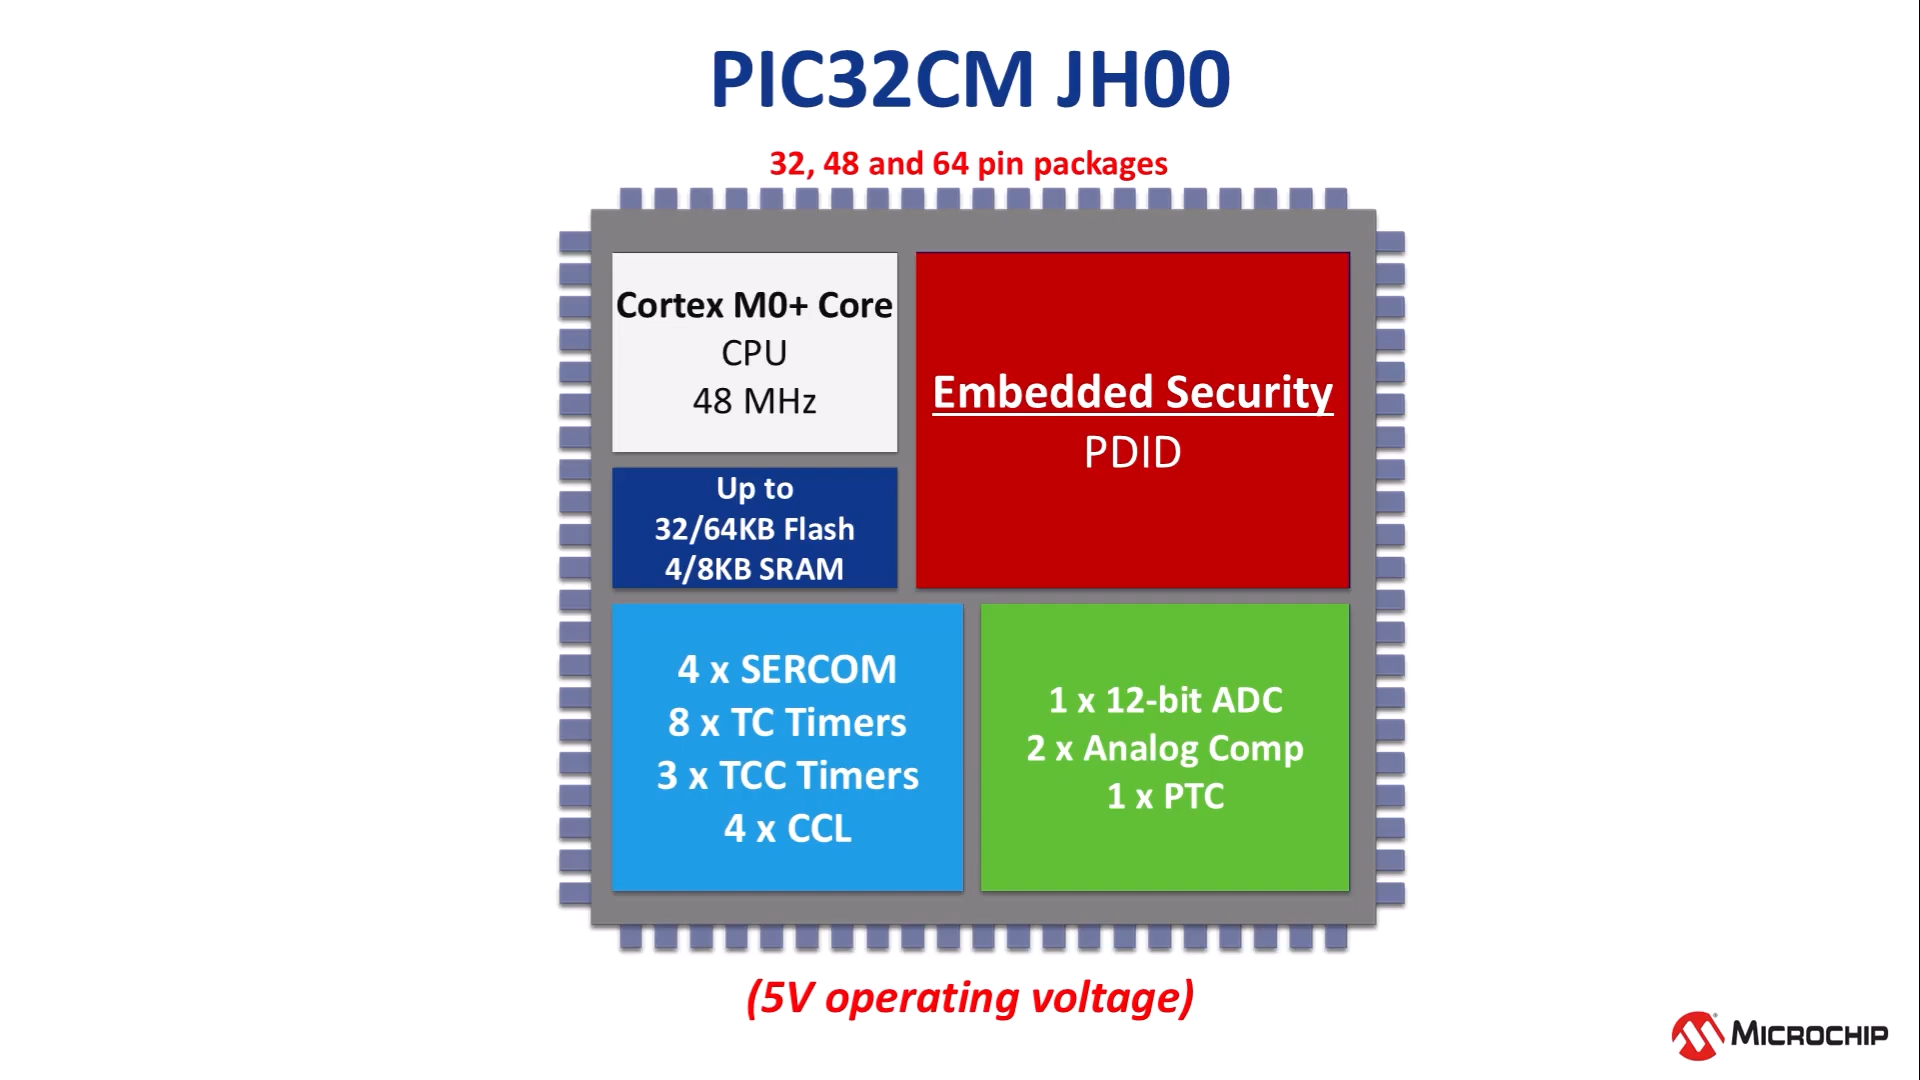 PIC32CM JH00
32, 48 and 64 pin packages
Cortex M0+ Core
CPU
48 MHz
Embedded Security
PDID
Up to
32/64KB Flash
4/8KB SRAM
4 x SERCOM
8 x TC Timers
3 x TCC Timers
4 x CCL
1 x 12-bit ADC
2 x Analog Comp
1 x PTC
(5V operating voltage)
MICROCHIP